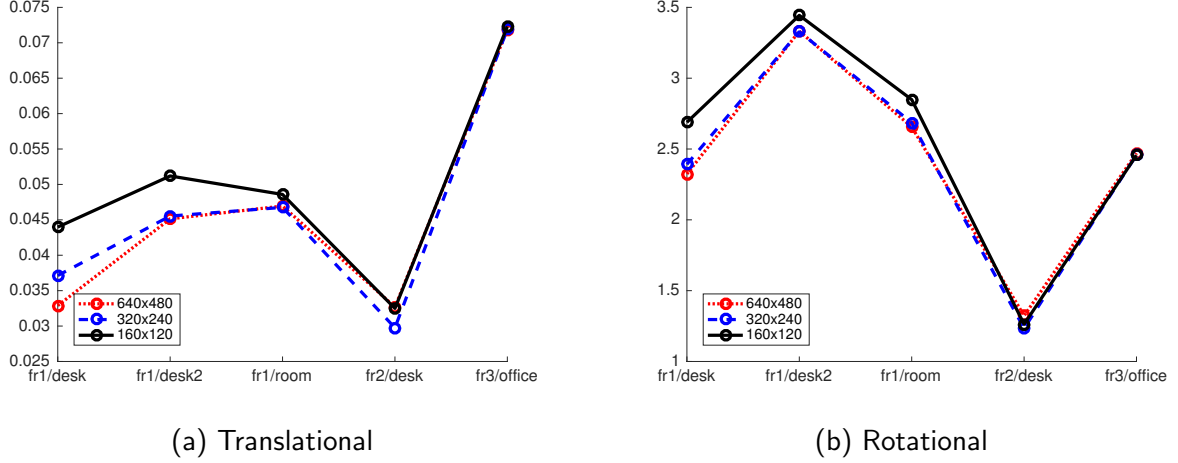 0.075
0.07
0.065
0.06
0.055
0.05
0.045
0.04
0.035
0.03
0.025
640x480
320x240
160x120
fr1/desk fr1/desk2 fr1/room fr2/desk fr3/office
(a) Translational
3.5
3
2.5
2
1.5
1
640x480
320x240
160x120
fr1/desk fr1/desk2 fr1/room fr2/desk fr3/office
(b) Rotational